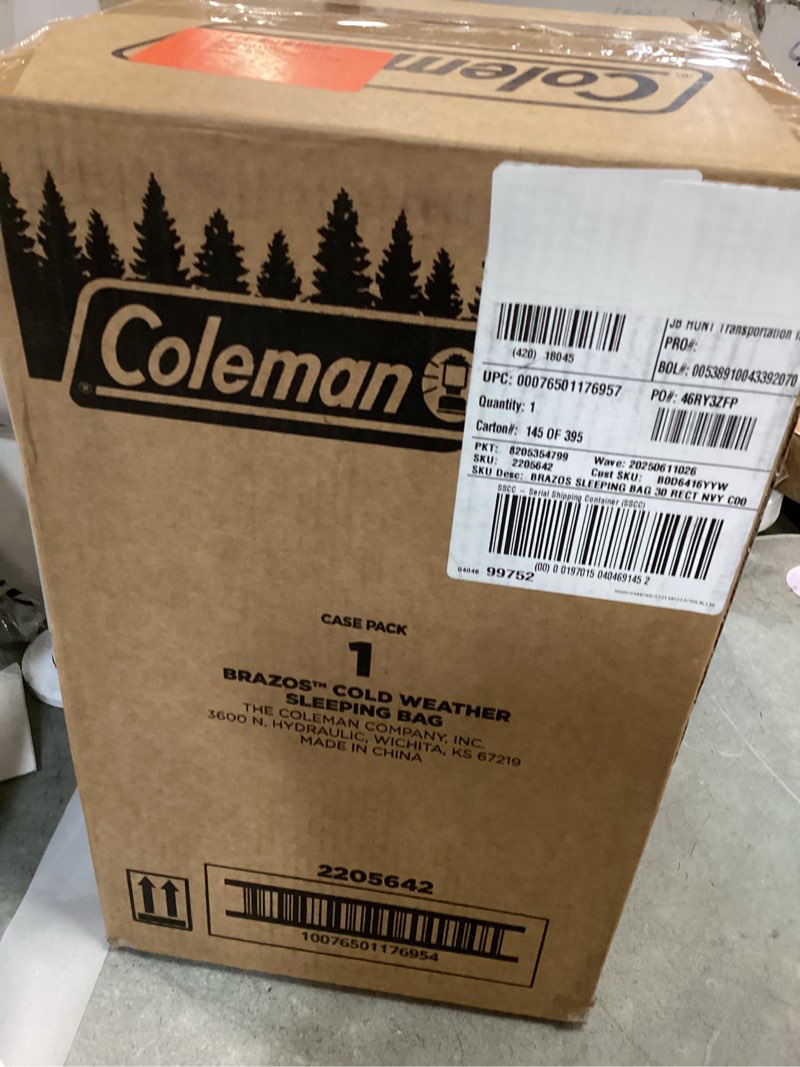 Colem
Coleman
®
JB HUNT Transportation
(420) 18045
PRO#:
BOL#: 00538910043392070
UPC: 00076501176957
PO#: 46RY3ZFP
Quantity: 1
Carton#: 145 OF 395
PKT: 8205354799
Wave: 20250611026
SKU: 2205642
Cust SKU: B0D6416YYW
SKU Desc: BRAZOS SLEEPING BAG 30 RECT NVY C00
SSCC - Serial Shipping Container (SSCC)
(00) 0 0197015 040469145 2
04046 99752
CASE PACK
1
BRAZOS™ COLD WEATHER
SLEEPING BAG
THE COLEMAN COMPANY, INC.
3600 N. HYDRAULIC, WICHITA, KS 67219
MADE IN CHINA
2205642
10076501176954